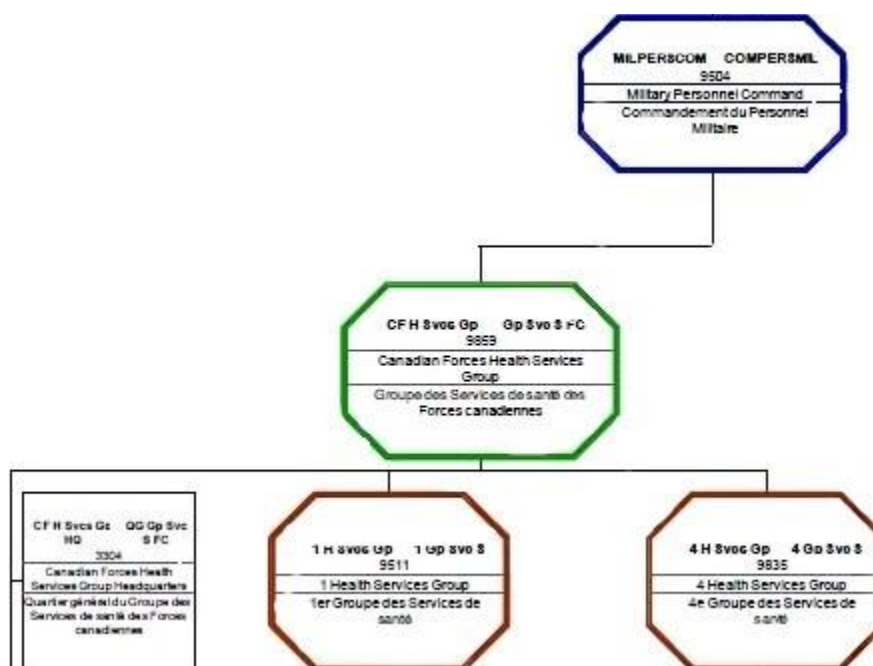 MILPERSCOM COMPERSMIL
9504
Military Personnel Command
Commandement du Personnel
Militaire
CF H Svcs Gp Gp Svc S FC
9859
Canadian Forces Health Services
Group
Groupe des Services de santé des
Forces canadiennes
CF H Svcs Gp QG Gp Svc
HQ S FC
3304
Canadian Forces Health
Services Group Headquarters
Quartier général du Groupe des
Services de santé des Forces
canadiennes
1 H Svcs Gp 1 Gp Svc S
9511
1 Health Services Group
1er Groupe des Services de
santé
4 H Svcs Gp 4 Gp Svc S
9835
4 Health Services Group
4e Groupe des Services de
santé